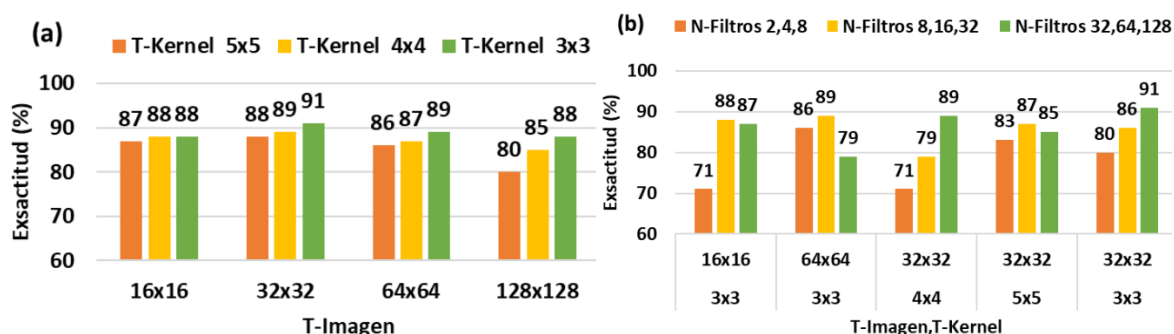 (a)
T-Kernel 5x5 T-Kernel 4x4 T-Kernel 3x3
Exsactitud (%)
100
90
80
70
60
87 88 88
88 89 91
86 87 89
80 85 88
16x16 32x32 64x64 128x128
T-Imagen
(b)
N-Filtros 2,4,8 N-Filtros 8,16,32 N-Filtros 32,64,128
Exsactitud (%)
100
90
80
70
60
71 88 87
86 89 79
71 79 89
83 87 85
80 86 91
16x16 64x64 32x32 32x32 32x32
3x3 3x3 4x4 5x5 3x3
T-Imagen,T-Kernel